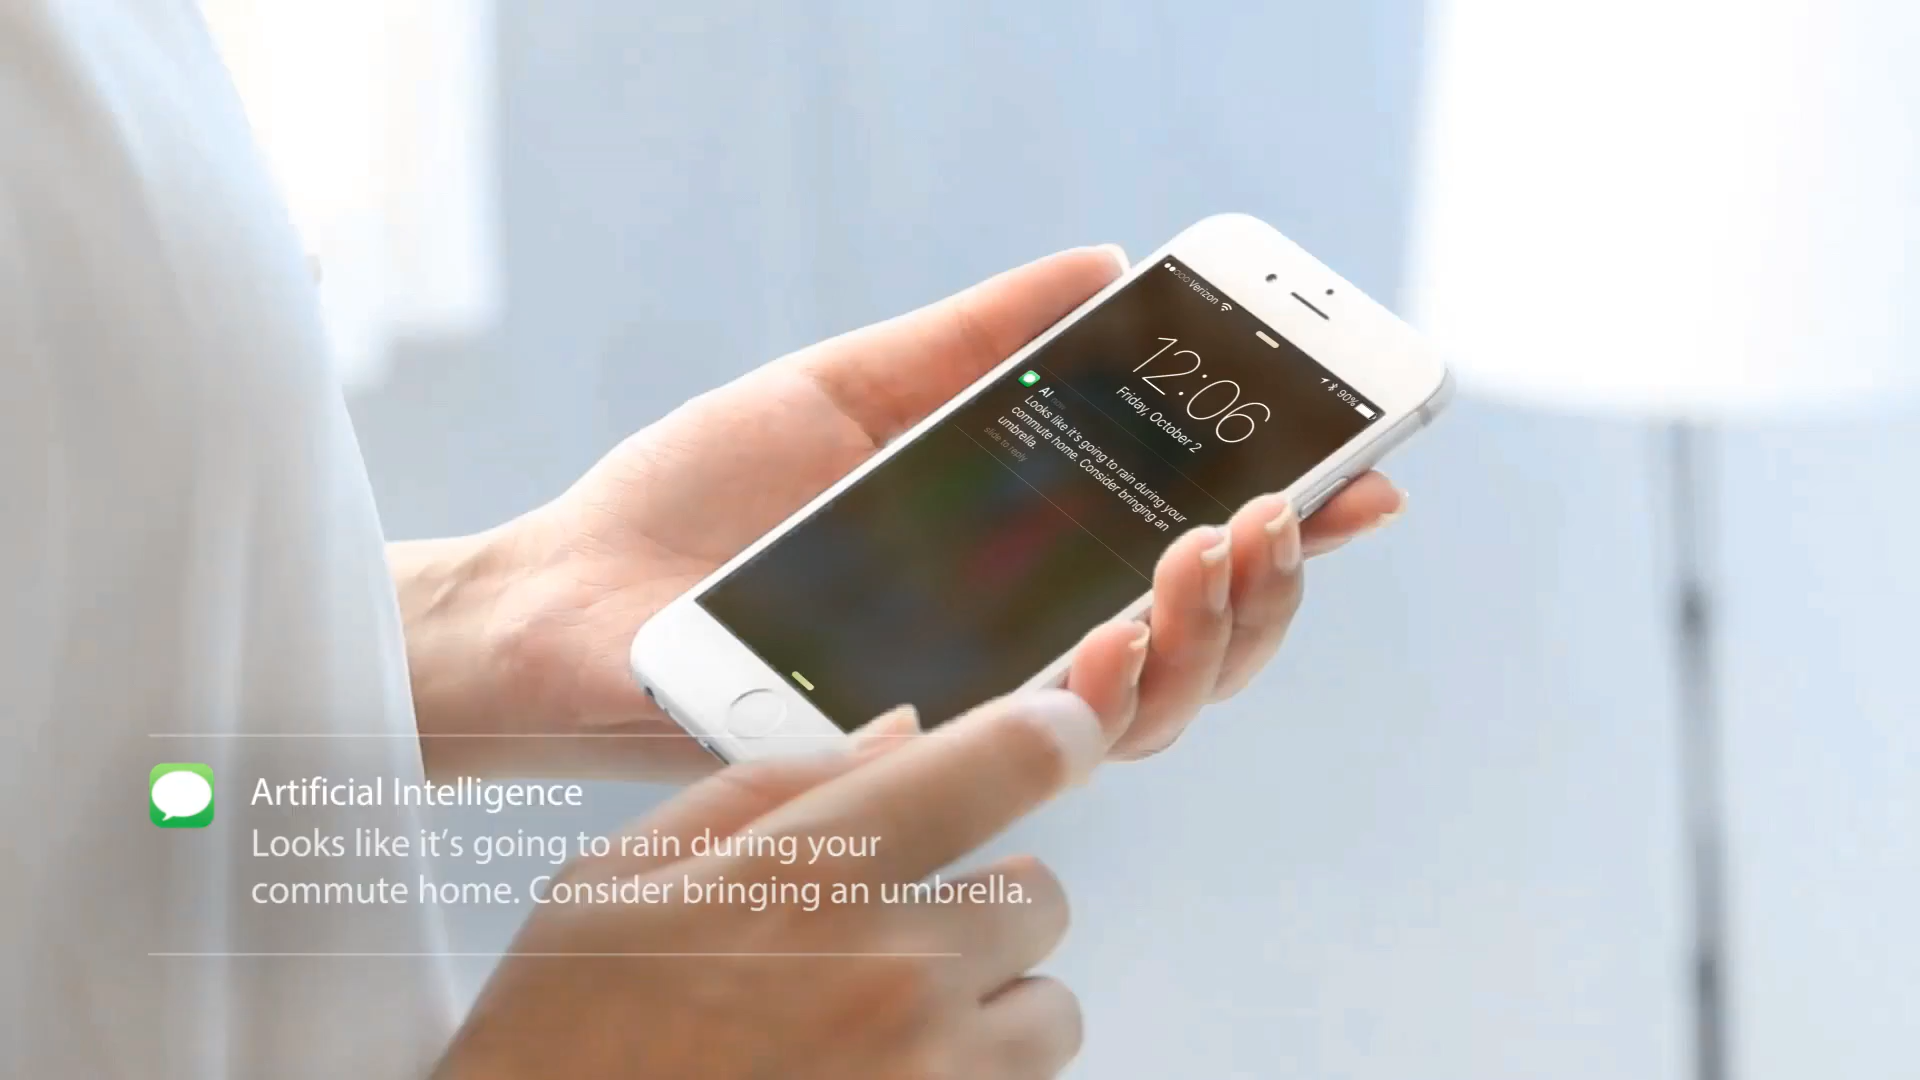 Verizon
90%
12:06
Friday, October 2
AI now
Looks like it's going to rain during your
commute home. Consider bringing an
umbrella.
slide to reply
Artificial Intelligence
Looks like it’s going to rain during your
commute home. Consider bringing an umbrella.